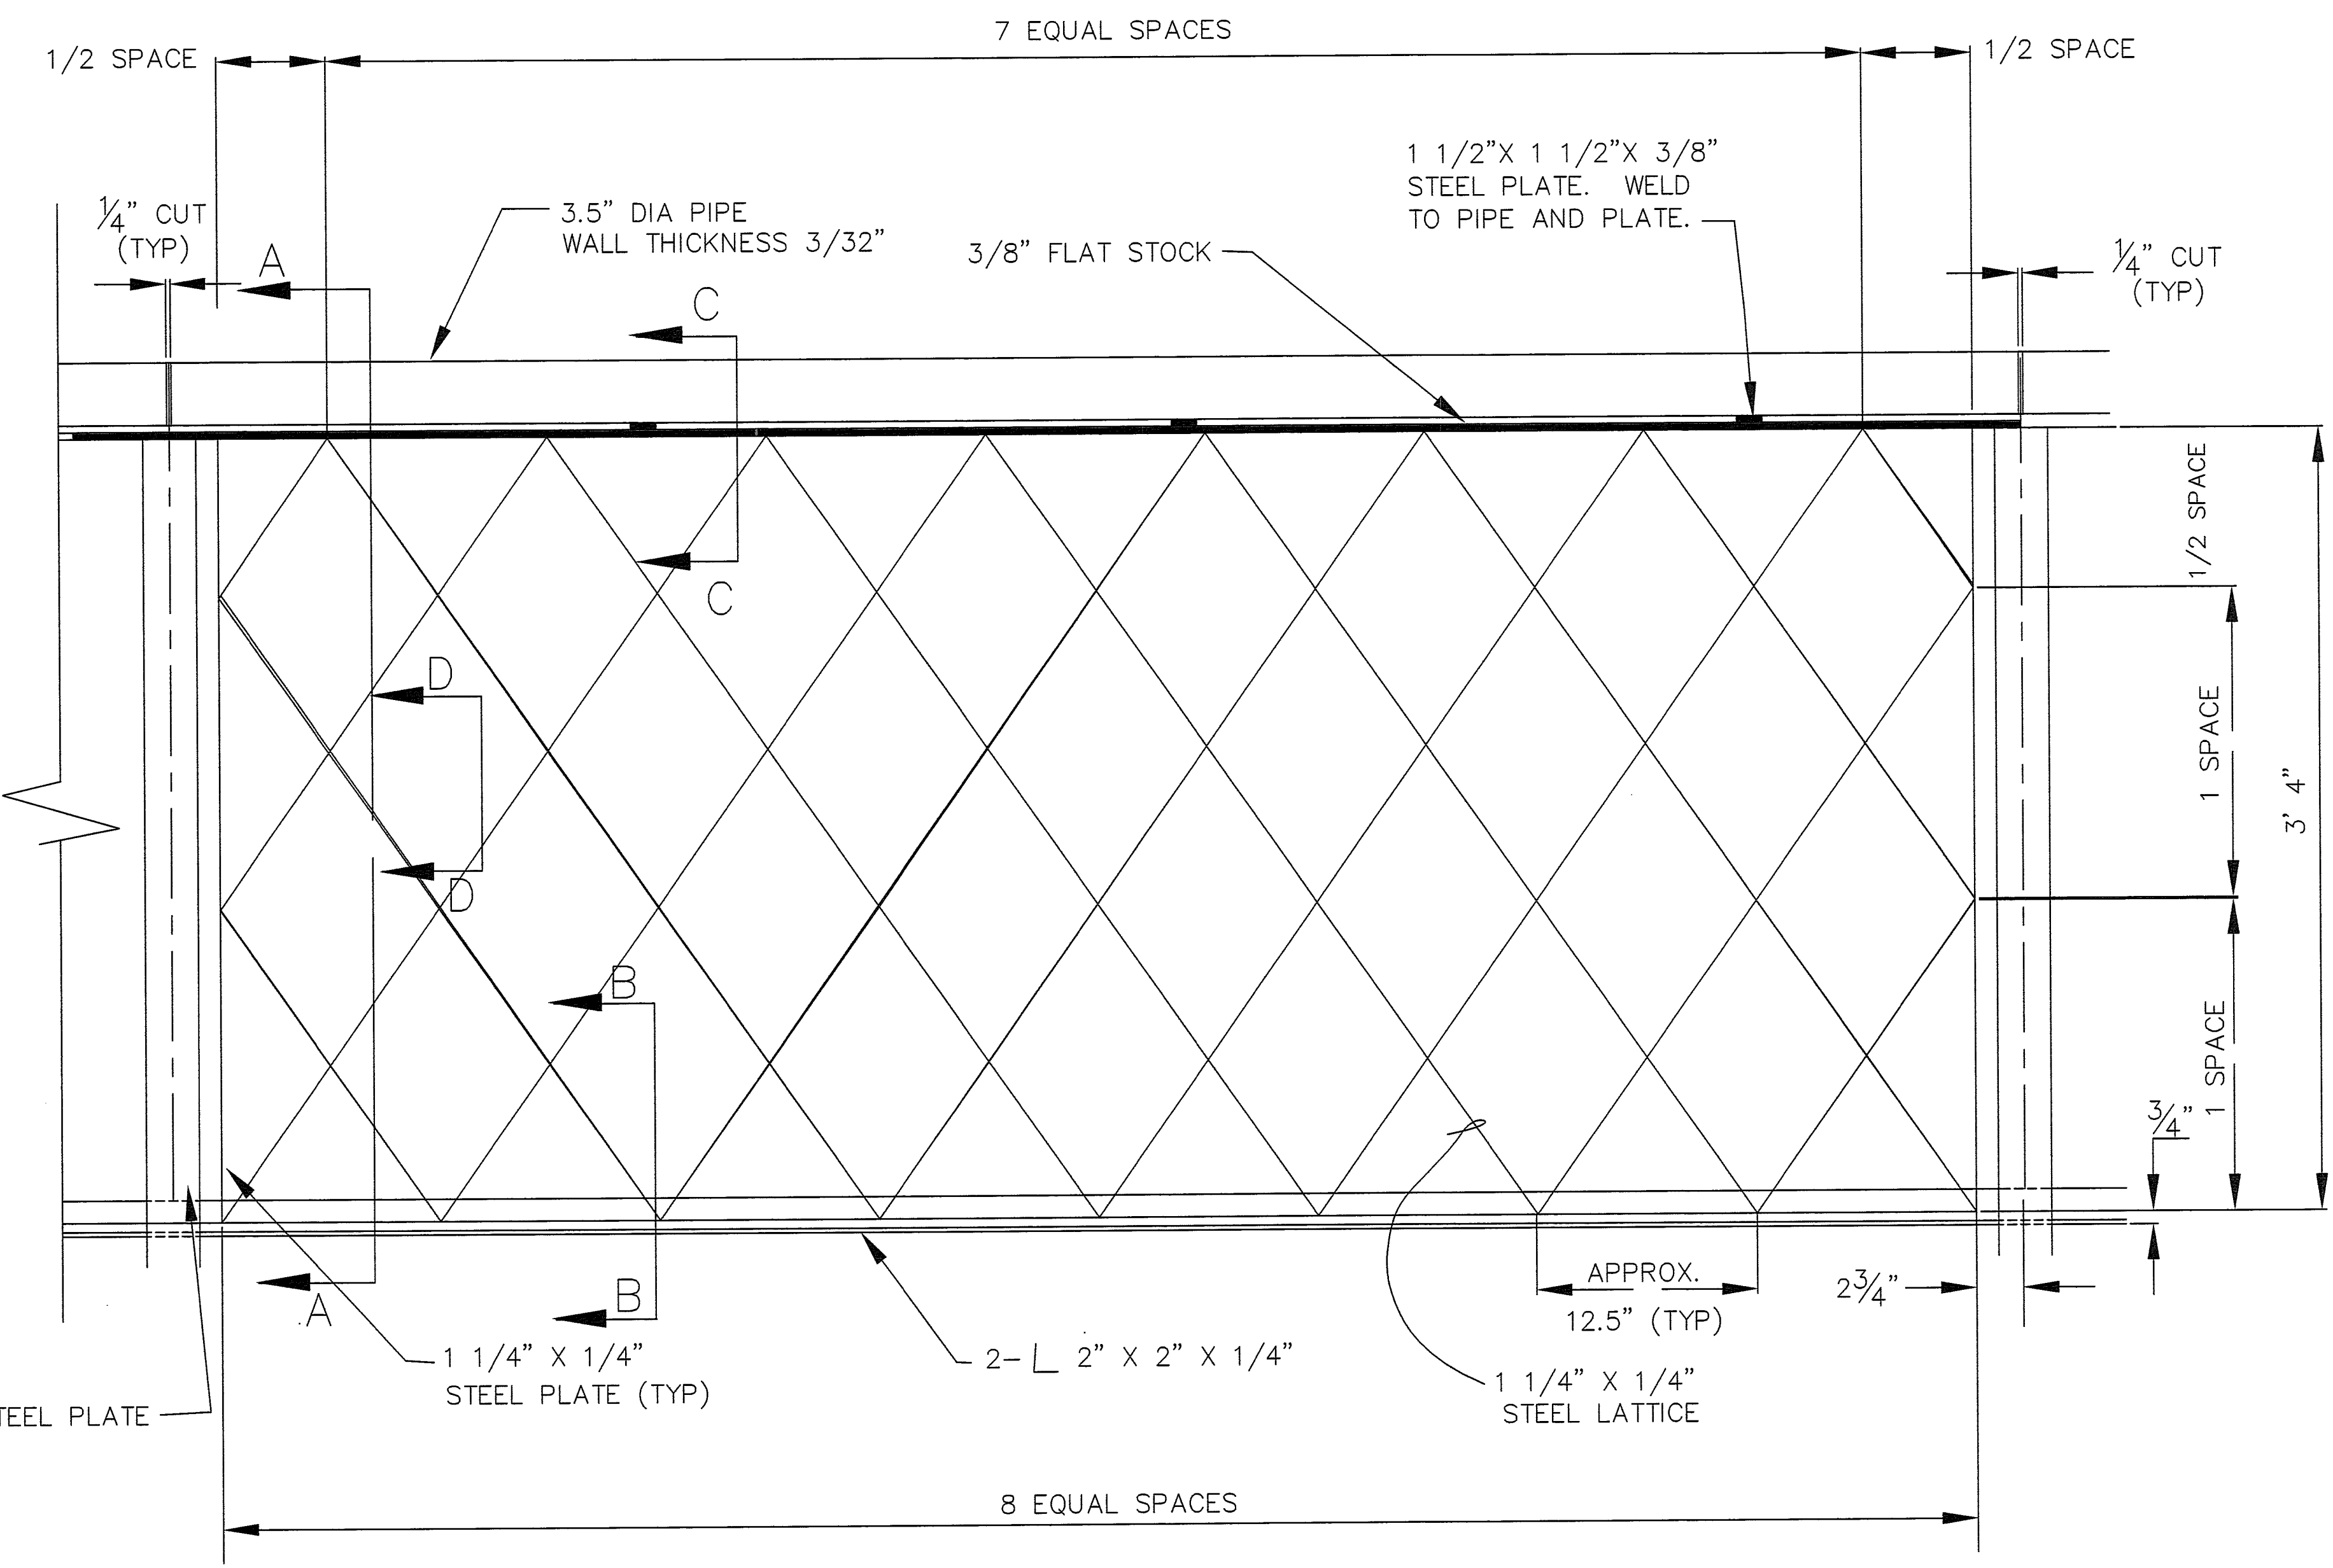 7 EQUAL SPACES
1/2 SPACE
1/2 SPACE
1 1/2”X 1 1/2”X 3/8”
STEEL PLATE. WELD
TO PIPE AND PLATE.
1/4” CUT
(TYP)
3.5” DIA PIPE
WALL THICKNESS 3/32”
3/8” FLAT STOCK
1/4” CUT
(TYP)
A
C
1/2 SPACE
C
D
1 SPACE
3’ 4”
D
B
1 SPACE
3/4”
A
B
APPROX.
12.5” (TYP)
2 3/4”
1 1/4” X 1/4”
STEEL PLATE (TYP)
2-L 2” X 2” X 1/4”
1 1/4” X 1/4”
STEEL LATTICE
TEEL PLATE
8 EQUAL SPACES